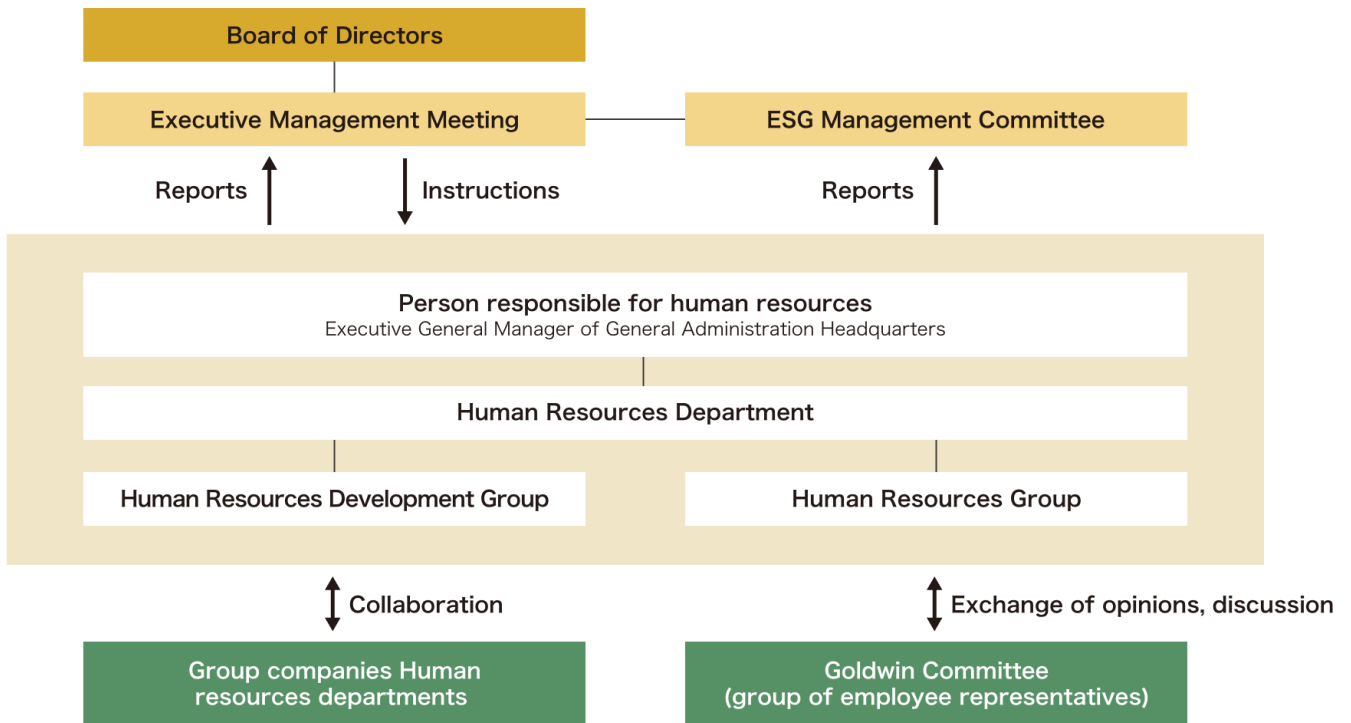 Board of Directors
Executive Management Meeting
ESG Management Committee
Reports
Instructions
Reports
Person responsible for human resources
Executive General Manager of General Administration Headquarters
Human Resources Department
Human Resources Development Group
Human Resources Group
Collaboration
Exchange of opinions, discussion
Group companies Human
resources departments
Goldwin Committee
(group of employee representatives)